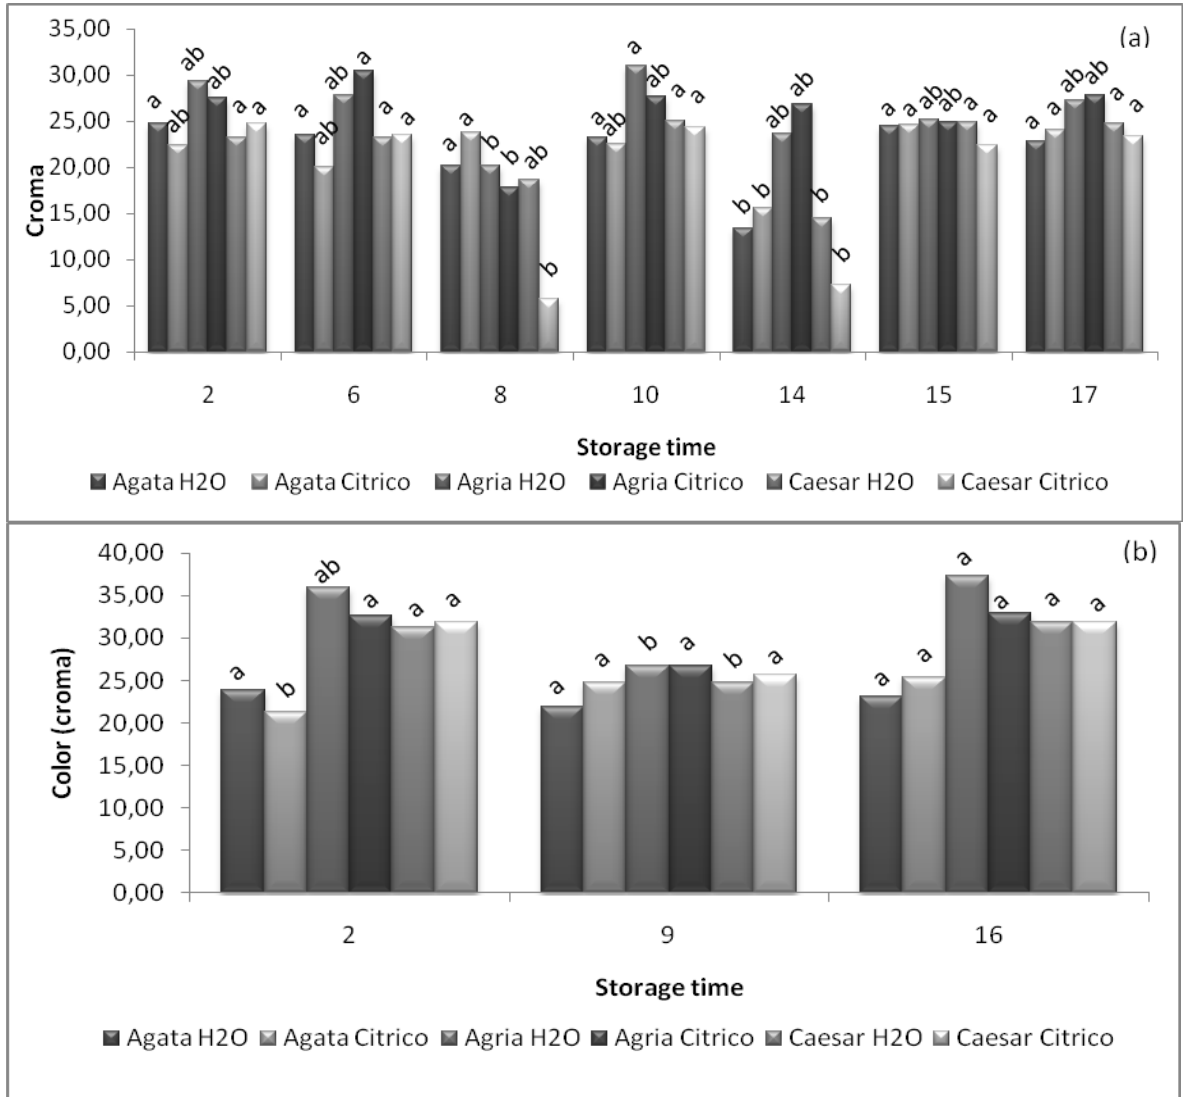 (a)
35,00
30,00
25,00
20,00
15,00
10,00
5,00
0,00
Croma
a ab ab ab a a
a ab ab a a a
a a b b ab b
a ab a ab a a
b b ab ab b b
a a ab ab a a
a a ab ab a a
2 6 8 10 14 15 17
Storage time
Agata H2O Agata Citrico Agria H2O Agria Citrico Caesar H2O Caesar Citrico
(b)
40,00
35,00
30,00
25,00
20,00
15,00
10,00
5,00
0,00
Color (croma)
a b ab a a a
a a b a b a
a a a a a a
2 9 16
Storage time
Agata H2O Agata Citrico Agria H2O Agria Citrico Caesar H2O Caesar Citrico